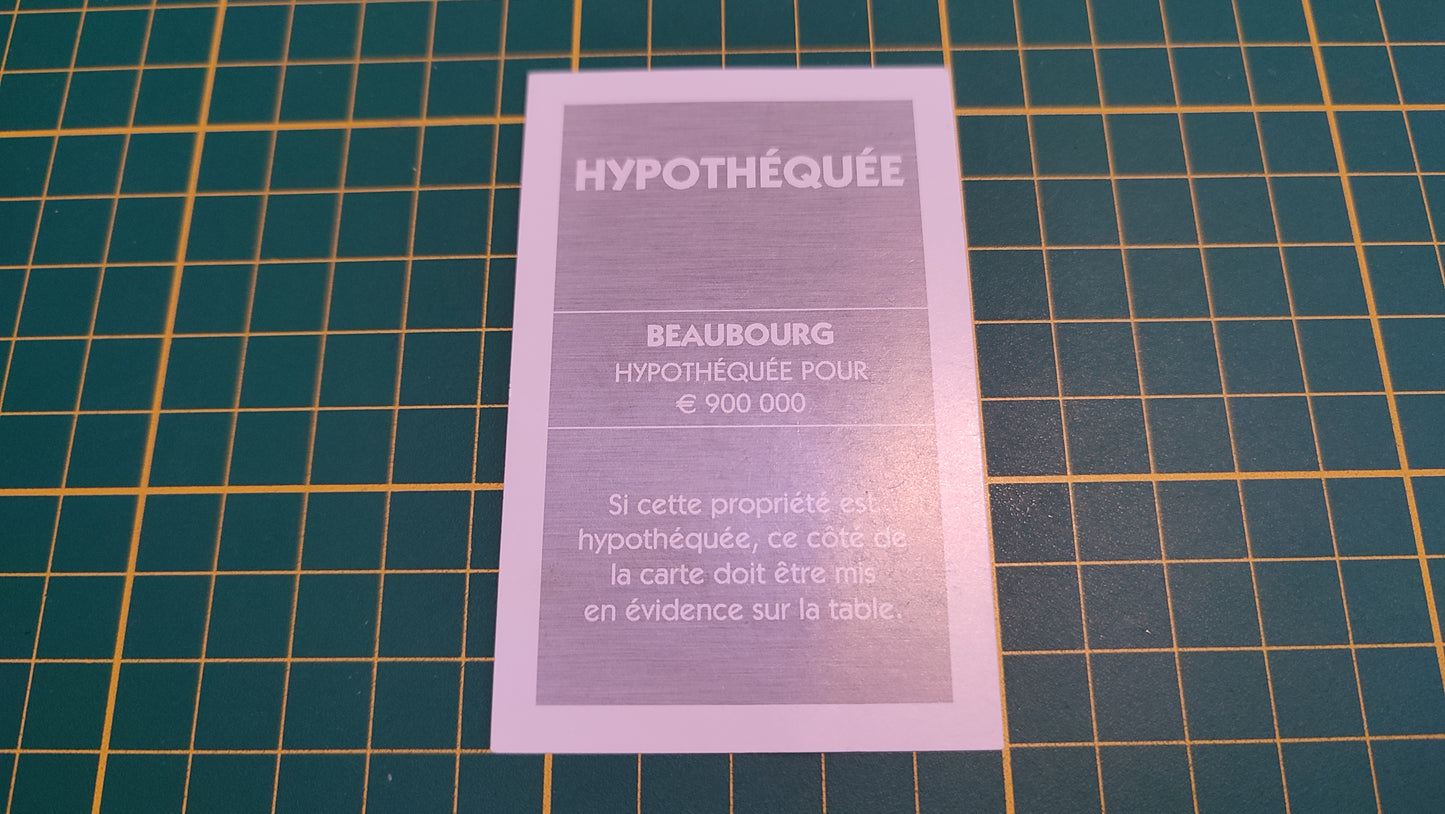 HYPOTHÉQUÉE
BEAUBOURG
HYPOTHÉQUÉE POUR
€ 900 000
Si cette propriété est
hypothéquée, ce côté de
la carte doit être mis
en évidence sur la table.